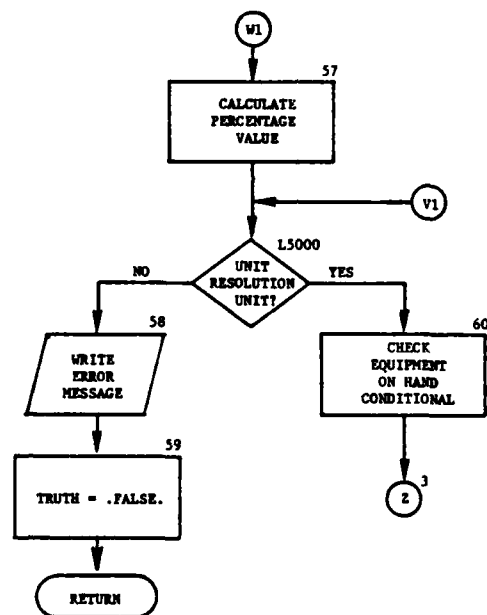 W1
57
CALCULATE
PERCENTAGE
VALUE
V1
L5000
UNIT
RESOLUTION
UNIT?
NO
YES
58
WRITE
ERROR
MESSAGE
60
CHECK
EQUIPMENT
ON HAND
CONDITIONAL
59
TRUTH = .FALSE.
3
Z
RETURN